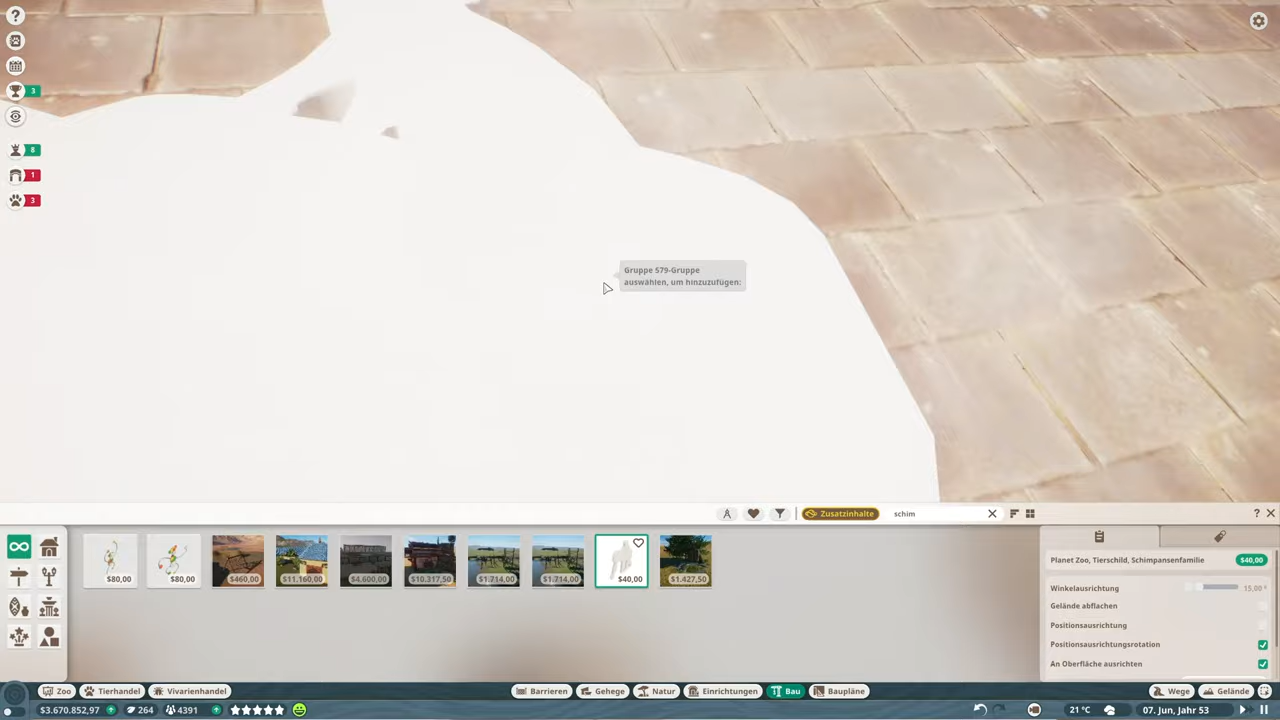 ?
3
8
1
3
Gruppe 579-Gruppe
auswählen, um hinzuzufügen:
Zusatzinhalte
schim
?
$80,00
$80,00
$460,00
$11.160,00
$4.600,00
$10.317,50
$1.714,00
$1.714,00
$40,00
$1.427,50
Planet Zoo, Tierschild, Schimpansenfamilie $40,00
Winkelausrichtung 15,00 °
Gelände abflachen
Positionsausrichtung
Positionsausrichtungsrotation
An Oberfläche ausrichten
Zoo Tierhandel Vivarienhandel Barrieren Gehege Natur Einrichtungen Bau Baupläne Wege Gelände
$3.670.852,97 264 4391 21 °C 07. Jun, Jahr 53